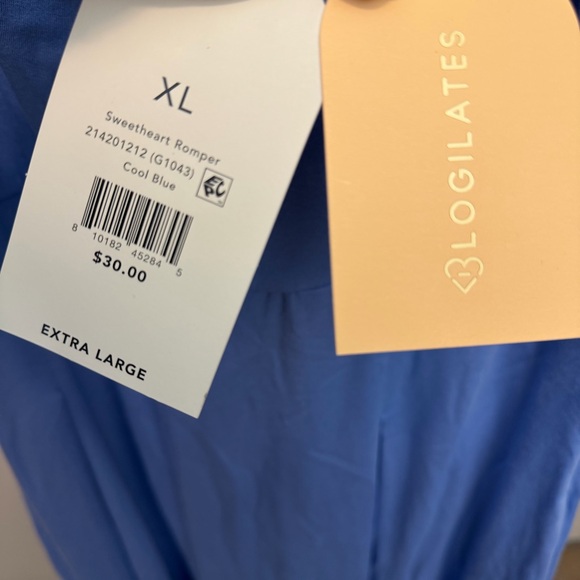 XL
Sweetheart Romper
214201212 (G1043)
Cool Blue
8 10182 45284 5
$30.00
EXTRA LARGE
BLOGILATES